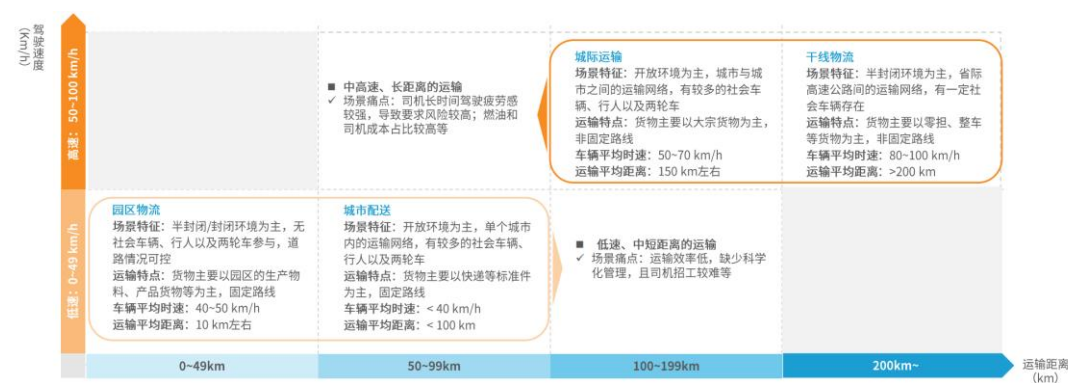 驾驶速度
（Km/h）
高速：50~100 km/h
低速：0~49 km/h
■ 中高速、长距离的运输
✓ 场景痛点：司机长时间驾驶疲劳感
较强，导致要求风险较高；燃油和
司机成本占比较高等
城际运输
场景特征：开放环境为主，城市与城
市之间的运输网络，有较多的社会车
辆、行人以及两轮车
运输特点：货物主要以大宗货物为主，
非固定路线
车辆平均时速：50~70 km/h
运输平均距离：150 km左右
干线物流
场景特征：半封闭环境为主，省际
高速公路间的运输网络，有一定社
会车辆存在
运输特点：货物主要以零担、整车
等货物为主，非固定路线
车辆平均时速：80~100 km/h
运输平均距离：>200 km
园区物流
场景特征：半封闭/封闭环境为主，无
社会车辆、行人以及两轮车参与，道
路情况可控
运输特点：货物主要以园区的生产物
料、产品货物等为主，固定路线
车辆平均时速：40~50 km/h
运输平均距离：10 km左右
城市配送
场景特征：开放环境为主，单个城市
内的运输网络，有较多的社会车辆、
行人以及两轮车
运输特点：货物主要以快递等标准件
为主，固定路线
车辆平均时速：< 40 km/h
运输平均距离：< 100 km
■ 低速、中短距离的运输
✓ 场景痛点：运输效率低，缺少科学
化管理，且司机招工较难等
0~49km
50~99km
100~199km
200km~
运输距离
（km）